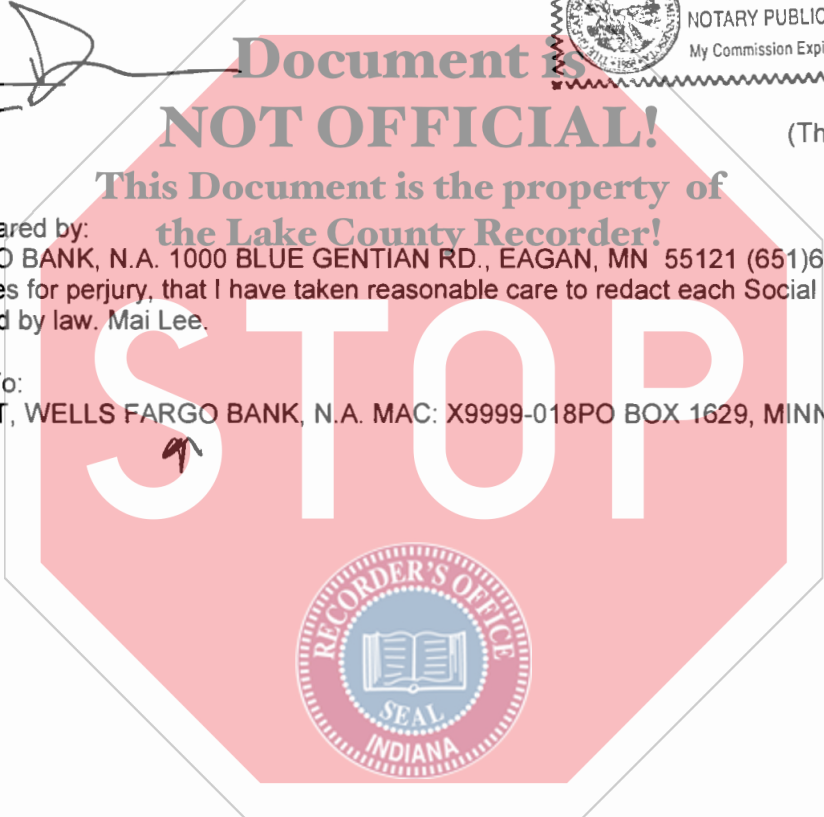 NOTARY PUBLIC
My Commission Expi
Document is
NOT OFFICIAL!
(Th
This Document is the property of
the Lake County Recorder!
ared by:
O BANK, N.A. 1000 BLUE GENTIAN RD., EAGAN, MN 55121 (651)6
es for perjury, that I have taken reasonable care to redact each Social
d by law. Mai Lee.
STOP
o:
T, WELLS FARGO BANK, N.A. MAC: X9999-018PO BOX 1629, MINN
RECORDER'S OFFICE
SEAL
INDIANA